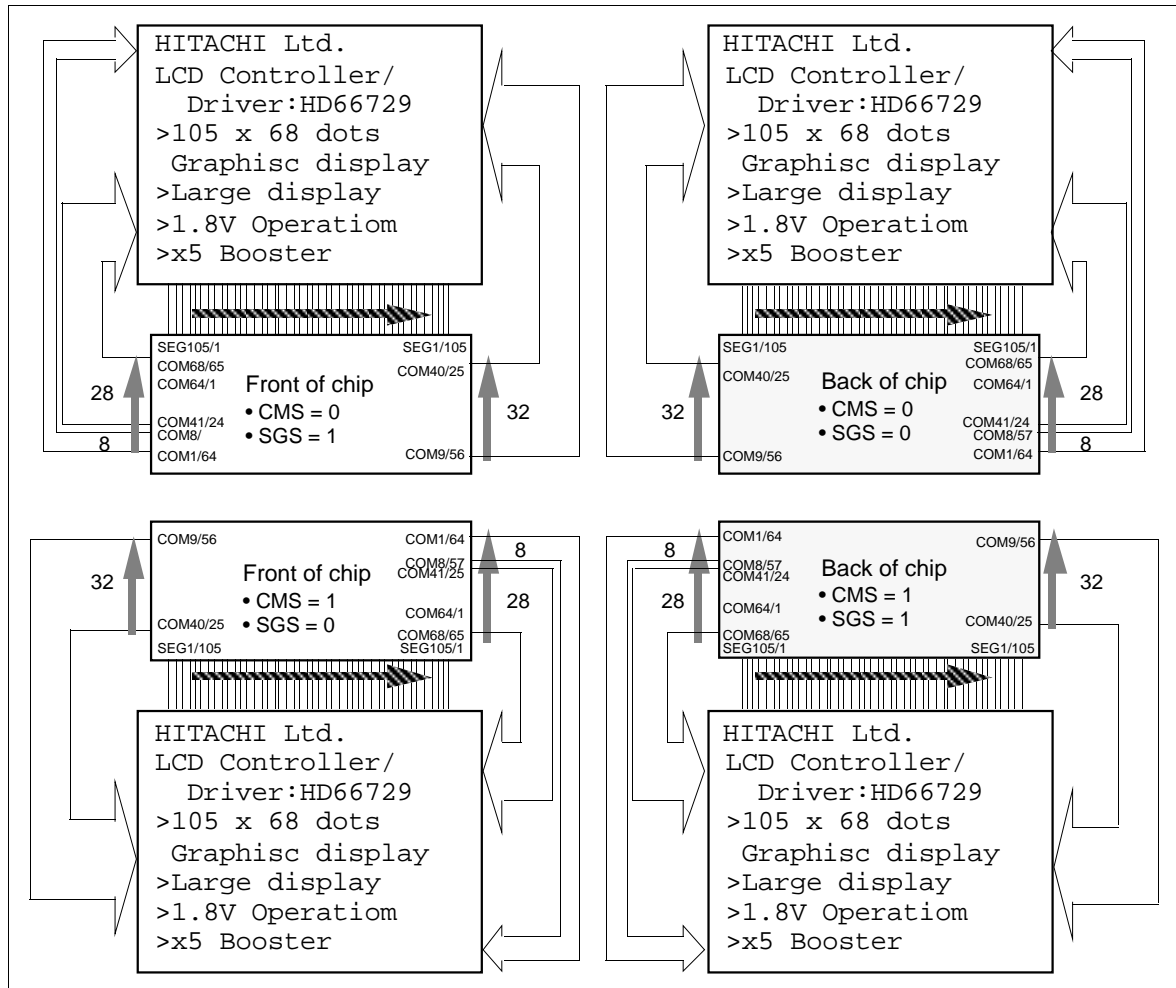 HITACHI Ltd.
LCD Controller/
Driver:HD66729
>105 x 68 dots
Graphisc display
>Large display
>1.8V Operatiom
>x5 Booster
SEG105/1
SEG1/105
COM68/65
COM64/1
COM40/25
Front of chip
• CMS = 0
• SGS = 1
COM41/24
COM8/
COM1/64
COM9/56
28
8
32
HITACHI Ltd.
LCD Controller/
Driver:HD66729
>105 x 68 dots
Graphisc display
>Large display
>1.8V Operatiom
>x5 Booster
SEG1/105
SEG105/1
COM68/65
COM40/25
COM64/1
Back of chip
• CMS = 0
• SGS = 0
COM41/24
COM8/57
COM9/56
COM1/64
32
28
8
COM9/56
COM1/64
COM8/57
COM41/25
Front of chip
• CMS = 1
• SGS = 0
COM64/1
COM40/25
COM68/65
SEG1/105
SEG105/1
32
8
28
HITACHI Ltd.
LCD Controller/
Driver:HD66729
>105 x 68 dots
Graphisc display
>Large display
>1.8V Operatiom
>x5 Booster
COM1/64
COM9/56
COM8/57
COM41/24
Back of chip
• CMS = 1
• SGS = 1
COM64/1
COM68/65
COM40/25
SEG105/1
SEG1/105
8
28
32
HITACHI Ltd.
LCD Controller/
Driver:HD66729
>105 x 68 dots
Graphisc display
>Large display
>1.8V Operatiom
>x5 Booster